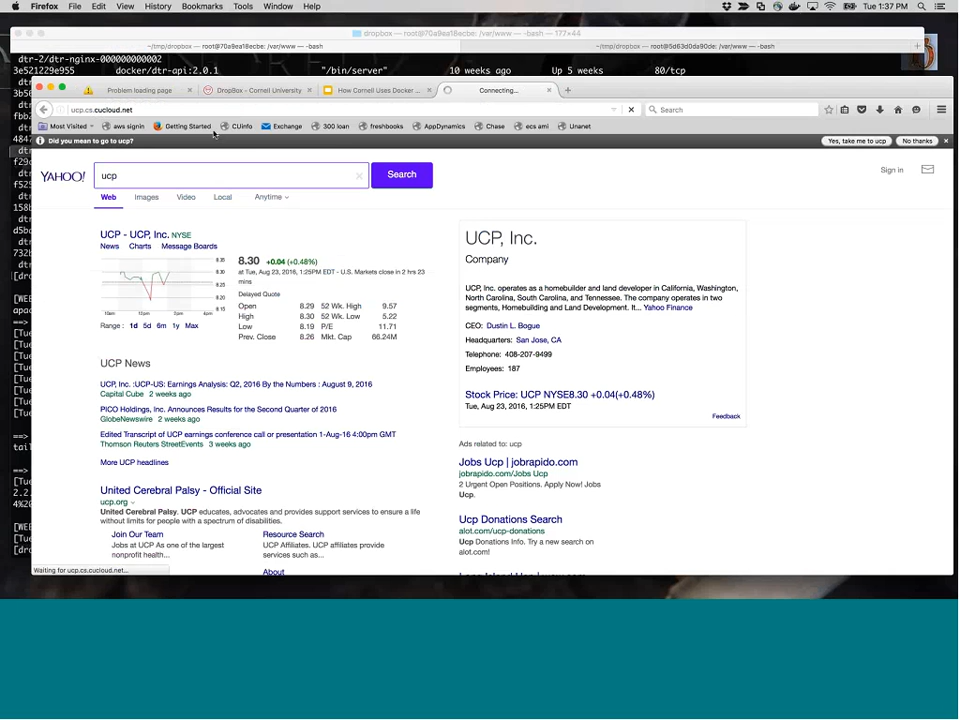 Firefox File Edit View History Bookmarks Tools Window Help Tue 1:37 PM
dropbox — root@70a9ea18ecbe: /var/www — -bash — 177×44
~/tmp/dropbox — root@70a9ea18ecbe: /var/www — -bash ~/tmp/dropbox — root@5d63d0da90de: /var/www — -bash
dtr-2/dtr-nginx-000000000002
3e521229e955 docker/dtr-api:2.0.1 "/bin/server" 10 weeks ago Up 5 weeks 80/tcp
Problem loading page DropBox - Cornell University How Cornell Uses Docker ... Connecting...
ucp.cs.cucloud.net Search
Most Visited aws signin Getting Started CUinfo Exchange 300 loan freshbooks AppDynamics Chase ecs ami Unanet
Did you mean to go to ucp? Yes, take me to ucp No thanks
YAHOO! ucp Search Sign in
Web Images Video Local Anytime
UCP - UCP, Inc. NYSE
News Charts Message Boards
8.35
8.30
8.25
8.20
8.15
10am 12pm 2pm 4pm
Range : 1d 5d 6m 1y Max
8.30 +0.04 (+0.48%)
at Tue, Aug 23, 2016, 1:25PM EDT - U.S. Markets close in 2 hrs 23
mins
Delayed Quote
Open 8.29 52 Wk. High 9.57
High 8.30 52 Wk. Low 5.22
Low 8.19 P/E 11.71
Prev. Close 8.26 Mkt. Cap 66.24M
UCP News
UCP, Inc. :UCP-US: Earnings Analysis: Q2, 2016 By the Numbers : August 9, 2016
Capital Cube 2 weeks ago
PICO Holdings, Inc. Announces Results for the Second Quarter of 2016
GlobeNewswire 2 weeks ago
Edited Transcript of UCP earnings conference call or presentation 1-Aug-16 4:00pm GMT
Thomson Reuters StreetEvents 3 weeks ago
More UCP headlines
United Cerebral Palsy - Official Site
ucp.org
United Cerebral Palsy. UCP educates, advocates and provides support services to ensure a life
without limits for people with a spectrum of disabilities.
Join Our Team
Jobs at UCP As one of the largest
nonprofit health...
Resource Search
UCP Affiliates. UCP affiliates provide
services such as...
About
UCP, Inc.
Company
UCP, Inc. operates as a homebuilder and land developer in California, Washington,
North Carolina, South Carolina, and Tennessee. The company operates in two
segments, Homebuilding and Land Development. It... Yahoo Finance
CEO: Dustin L. Bogue
Headquarters: San Jose, CA
Telephone: 408-207-9499
Employees: 187
Stock Price: UCP NYSE8.30 +0.04(+0.48%)
Tue, Aug 23, 2016, 1:25PM EDT
Feedback
Ads related to: ucp
Jobs Ucp | jobrapido.com
jobrapido.com/Jobs Ucp
2 Urgent Open Positions. Apply Now! Jobs
Ucp.
Ucp Donations Search
alot.com/ucp-donations
Ucp Donations Info. Try a new search on
alot.com!
Waiting for ucp.cs.cucloud.net...